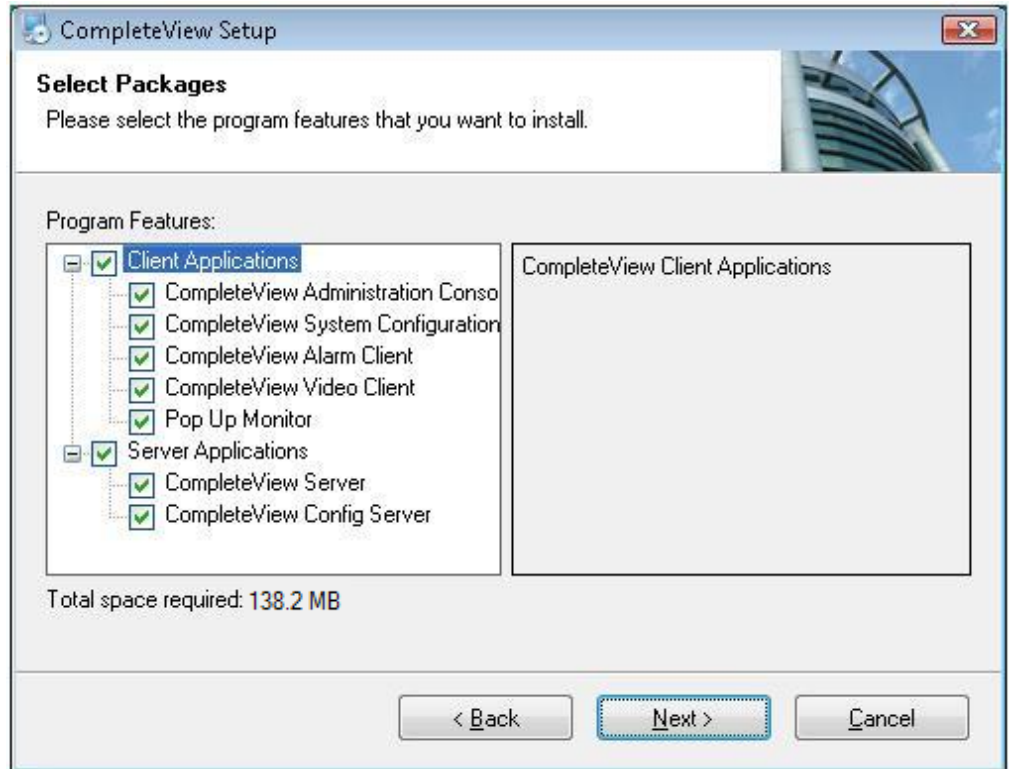 CompleteView Setup
Select Packages
Please select the program features that you want to install.
Program Features:
Client Applications
CompleteView Administration Conso
CompleteView System Configuration
CompleteView Alarm Client
CompleteView Video Client
Pop Up Monitor
Server Applications
CompleteView Server
CompleteView Config Server
CompleteView Client Applications
Total space required: 138.2 MB
< Back
Next >
Cancel